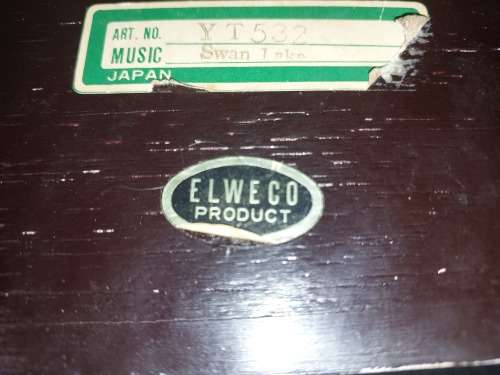 ART. NO. YT532
MUSIC Swan Lake
JAPAN
ELWECO
PRODUCT